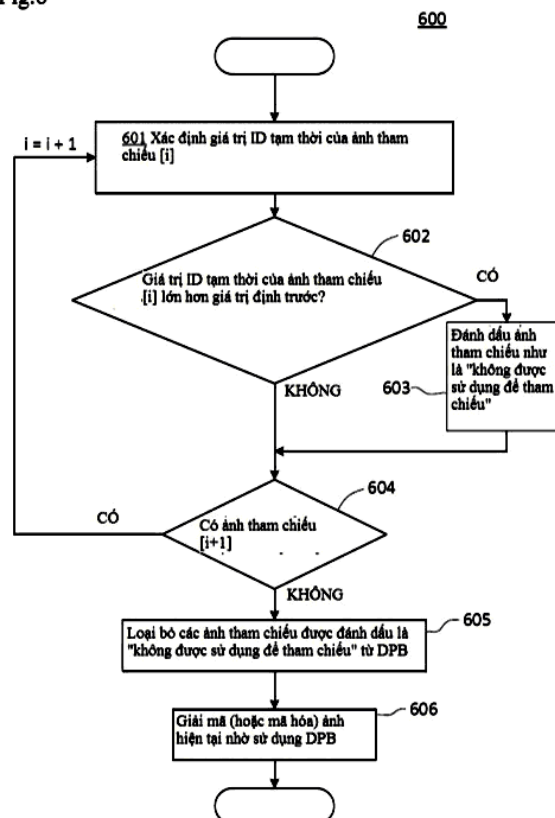 Fig.6
600
i = i + 1
601 Xác định giá trị ID tạm thời của ảnh tham
chiếu [i]
602
Giá trị ID tạm thời của ảnh tham chiếu
[i] lớn hơn giá trị định trước?
CÓ
Đánh dấu ảnh
tham chiếu như
là "không được
sử dụng để tham
chiếu"
603
KHÔNG
604
CÓ
Có ảnh tham chiếu
[i+1]
KHÔNG
605
Loại bỏ các ảnh tham chiếu được đánh dấu là
"không được sử dụng để tham chiếu" từ DPB
606
Giải mã (hoặc mã hóa) ảnh
hiện tại nhờ sử dụng DPB